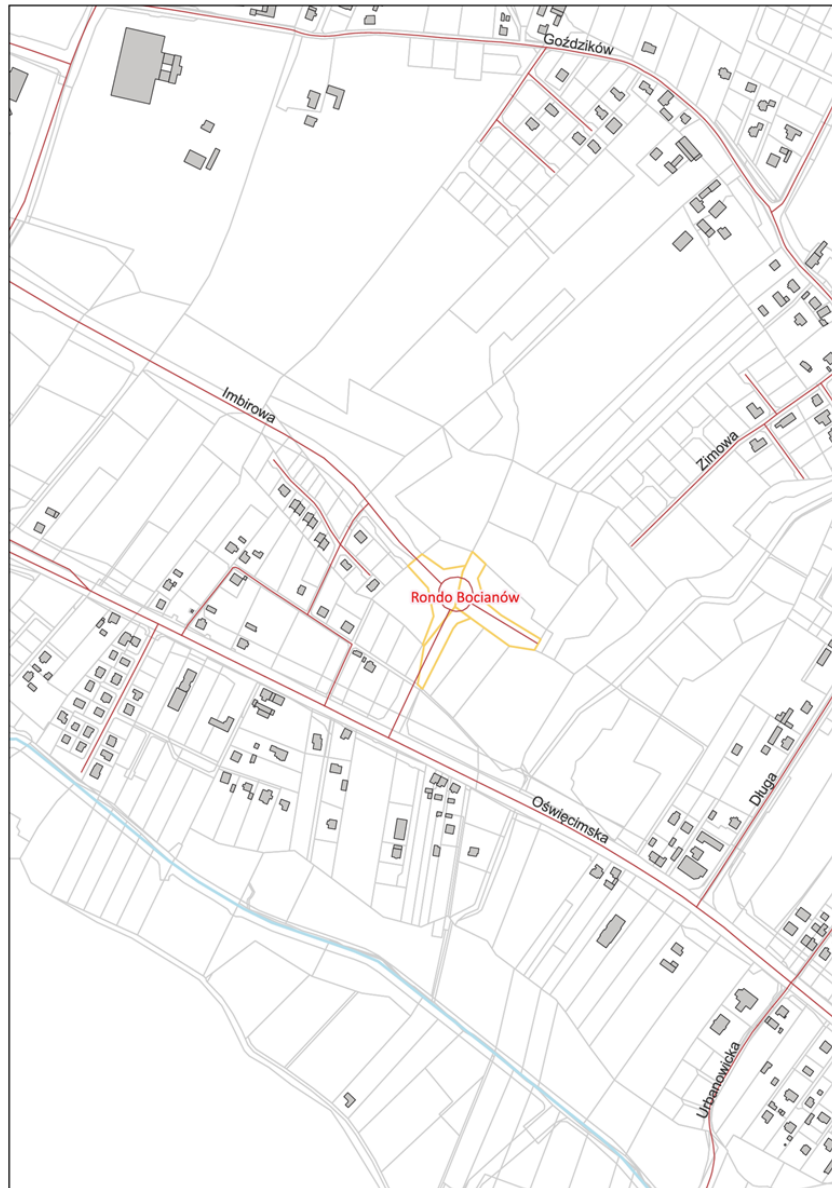 Goździków
Imbirowa
Zimowa
Rondo Bocianów
Długa
Oświęcimska
Urbanowicka